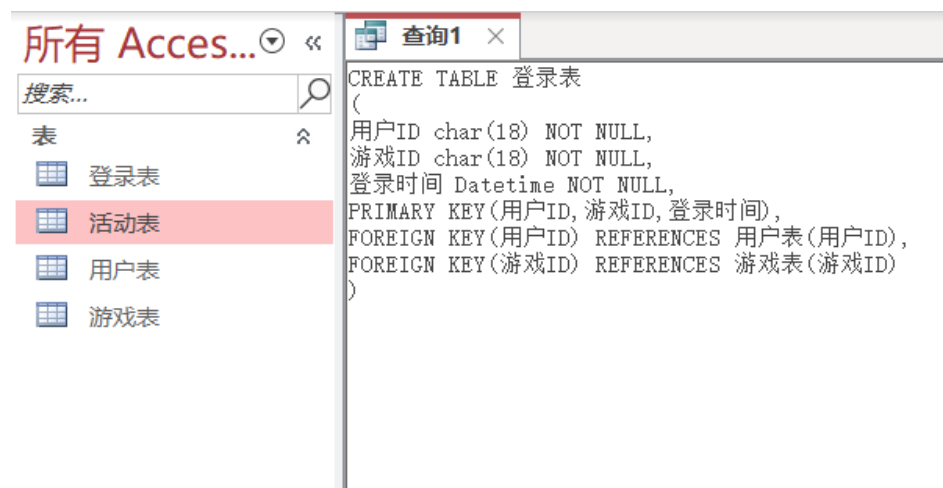 所有 Acces...
搜索...
表
登录表
活动表
用户表
游戏表
查询1
CREATE TABLE 登录表
(
用户ID char(18) NOT NULL,
游戏ID char(18) NOT NULL,
登录时间 Datetime NOT NULL,
PRIMARY KEY(用户ID,游戏ID,登录时间),
FOREIGN KEY(用户ID) REFERENCES 用户表(用户ID),
FOREIGN KEY(游戏ID) REFERENCES 游戏表(游戏ID)
)